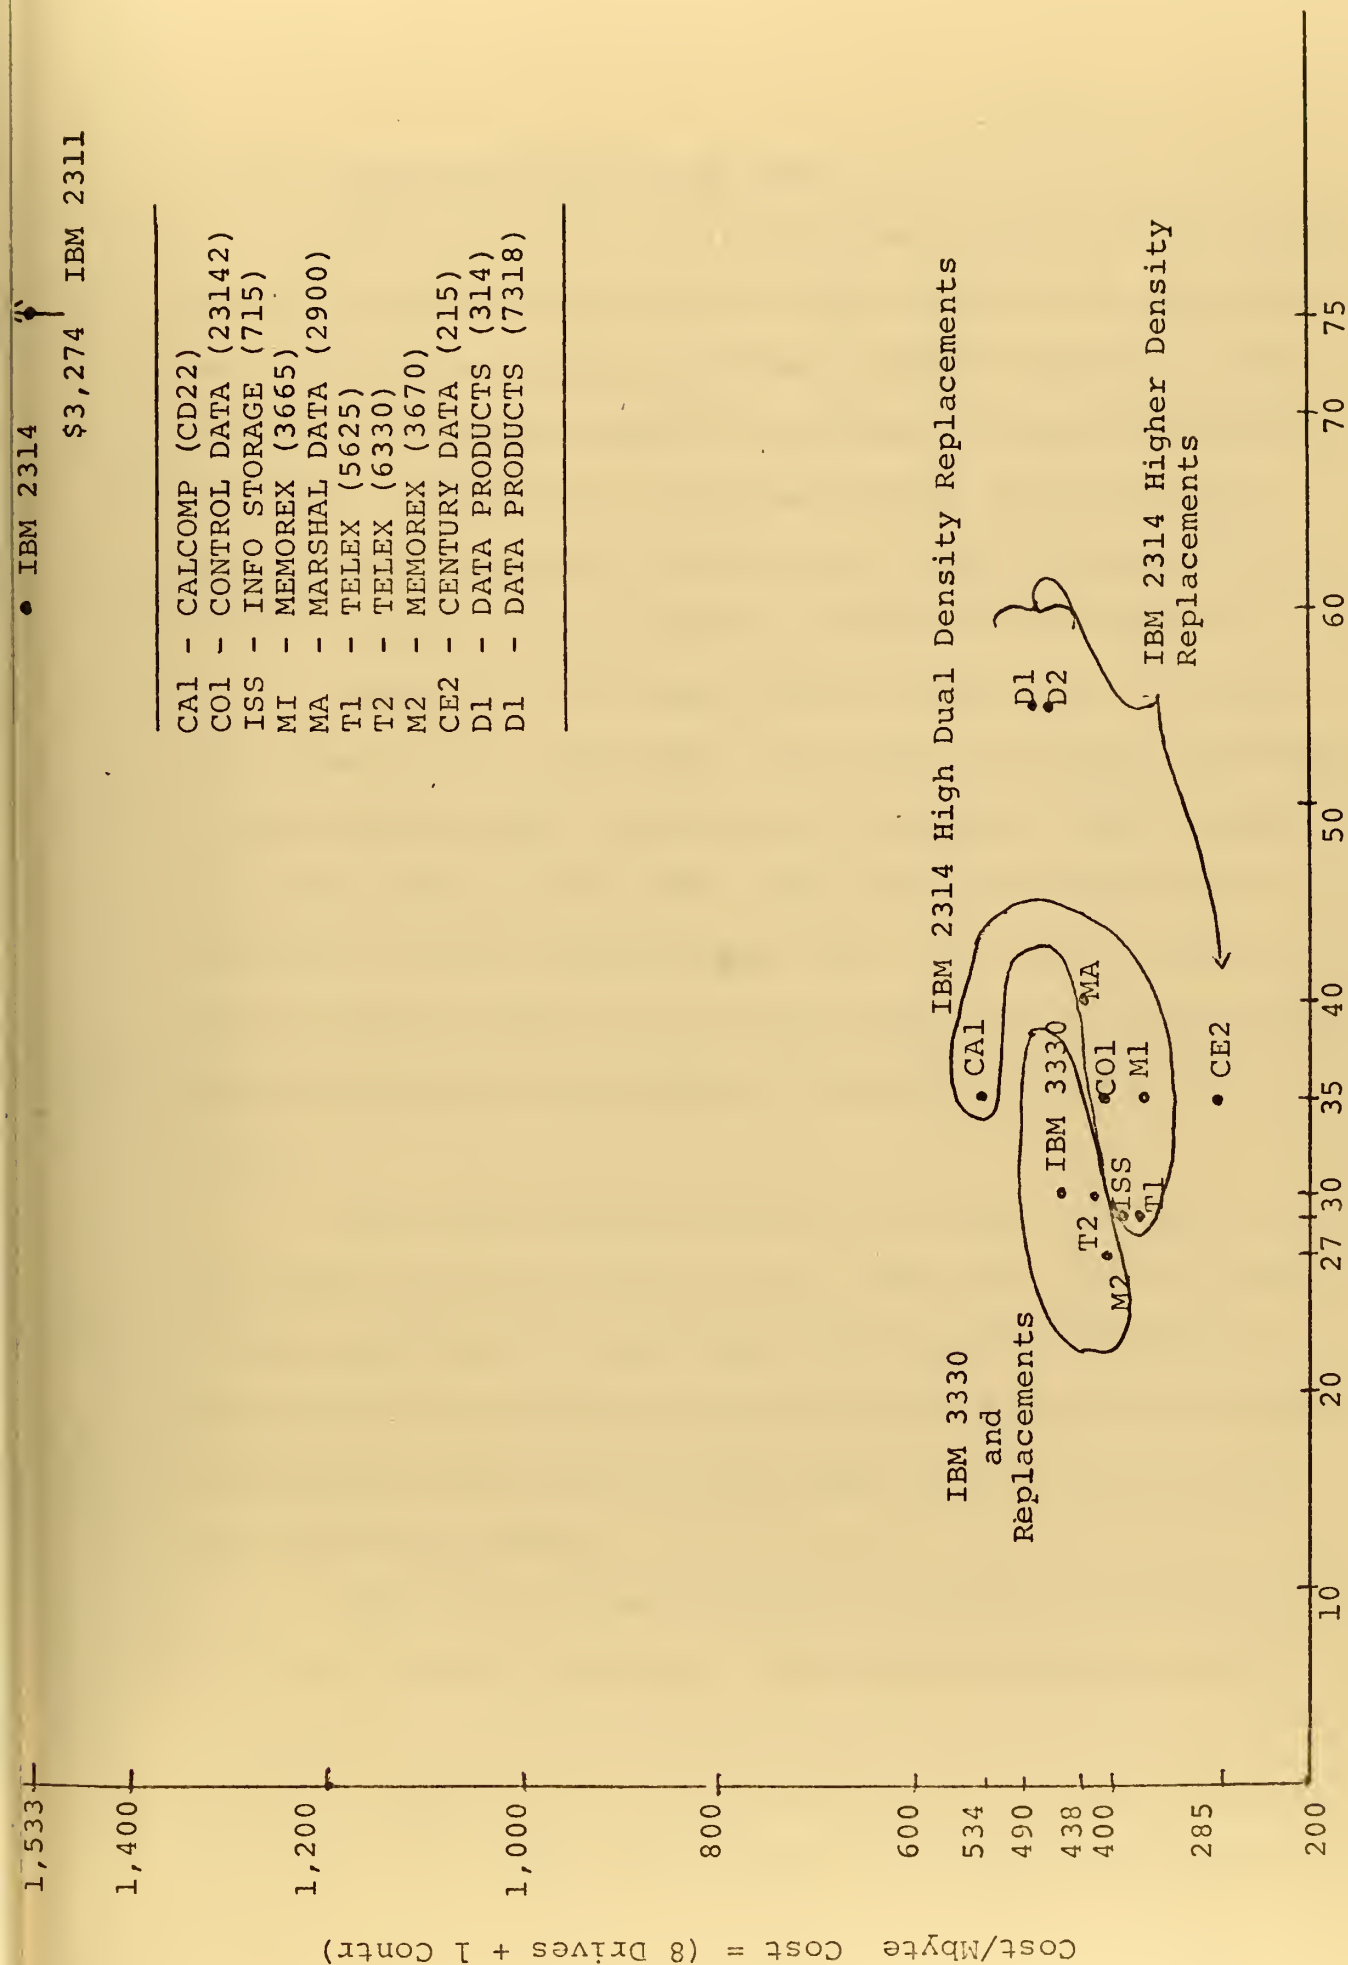 • IBM 2314
$3,274 IBM 2311
CA1 - CALCOMP (CD22)
CO1 - CONTROL DATA (23142)
ISS - INFO STORAGE (715)
MI - MEMOREX (3665)
MA - MARSHAL DATA (2900)
T1 - TELEX (5625)
T2 - TELEX (6330)
M2 - MEMOREX (3670)
CE2 - CENTURY DATA (215)
D1 - DATA PRODUCTS (314)
D1 - DATA PRODUCTS (7318)
IBM 2314 High Dual Density Replacements
IBM 3330
and
Replacements
CA1
IBM 3330
MA
T2
CO1
M2
ISS
M1
T1
CE2
D1
D2
IBM 2314 Higher Density
Replacements
1,533
1,400
1,200
1,000
800
600
534
490
438
400
285
200
10
20
27
30
35
40
50
60
70
75
Cost/Mbyte Cost = (8 Drives + 1 Contr)